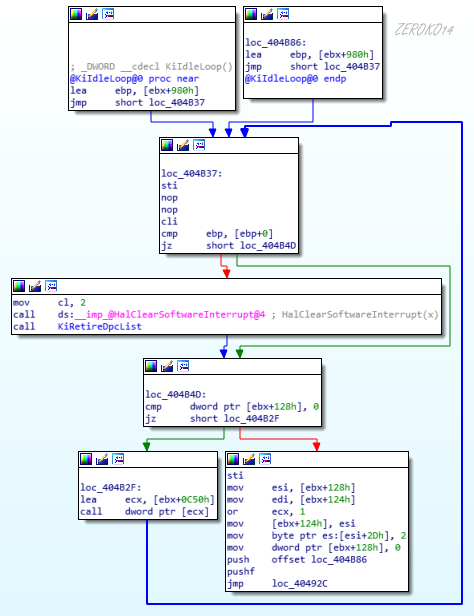 ; _DWORD __cdecl KiIdleLoop()
@KiIdleLoop@0 proc near
lea ebp, [ebx+980h]
jmp short loc_404B37
loc_404B86:
lea ebp, [ebx+980h]
jmp short loc_404B37
@KiIdleLoop@0 endp
ZEROKO14
loc_404B37:
sti
nop
nop
cli
cmp ebp, [ebp+0]
jz short loc_404B4D
mov cl, 2
call ds:__imp_@HalClearSoftwareInterrupt@4 ; HalClearSoftwareInterrupt(x)
call KiRetireDpcList
loc_404B4D:
cmp dword ptr [ebx+128h], 0
jz short loc_404B2F
loc_404B2F:
lea ecx, [ebx+0C50h]
call dword ptr [ecx]
sti
mov esi, [ebx+128h]
mov edi, [ebx+124h]
or ecx, 1
mov [ebx+124h], esi
mov byte ptr es:[esi+2Dh], 2
mov dword ptr [ebx+128h], 0
push offset loc_404B86
pushf
jmp loc_40492C